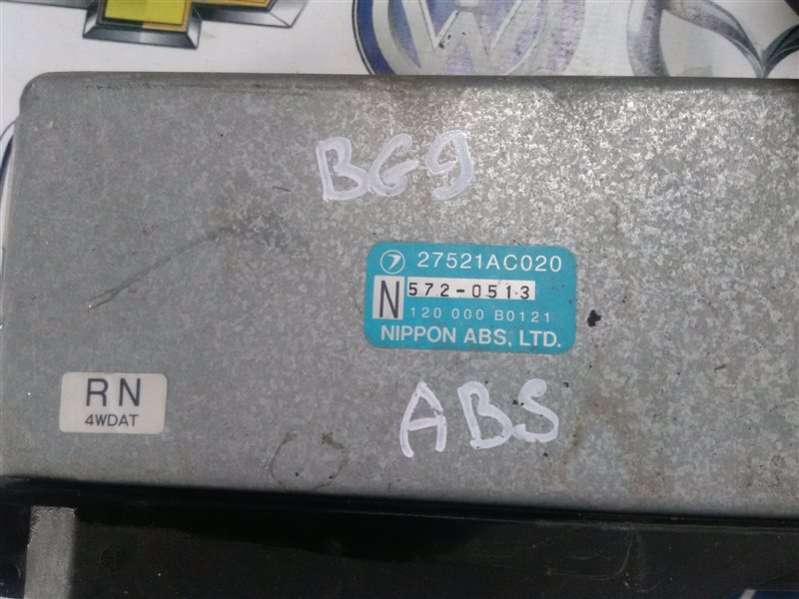 BG9
27521AC020
N 572-0513
120 000 B0121
NIPPON ABS, LTD.
RN
4WDAT
ABS